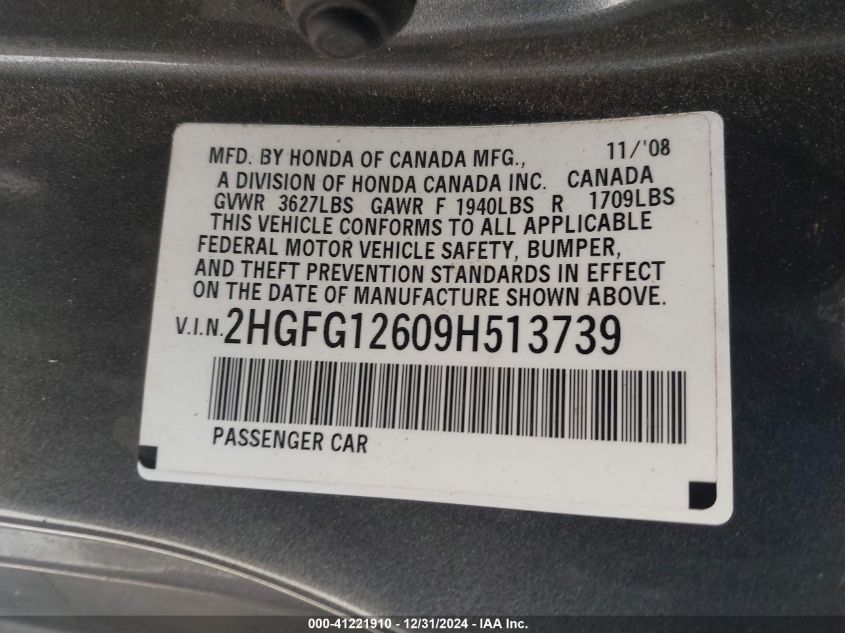 MFD. BY HONDA OF CANADA MFG., 11/'08
A DIVISION OF HONDA CANADA INC. CANADA
GVWR 3627LBS GAWR F 1940LBS R 1709LBS
THIS VEHICLE CONFORMS TO ALL APPLICABLE
FEDERAL MOTOR VEHICLE SAFETY, BUMPER,
AND THEFT PREVENTION STANDARDS IN EFFECT
ON THE DATE OF MANUFACTURE SHOWN ABOVE.
V.I.N. 2HGFG12609H513739
PASSENGER CAR
000-41221910 - 12/31/2024 - IAA Inc.